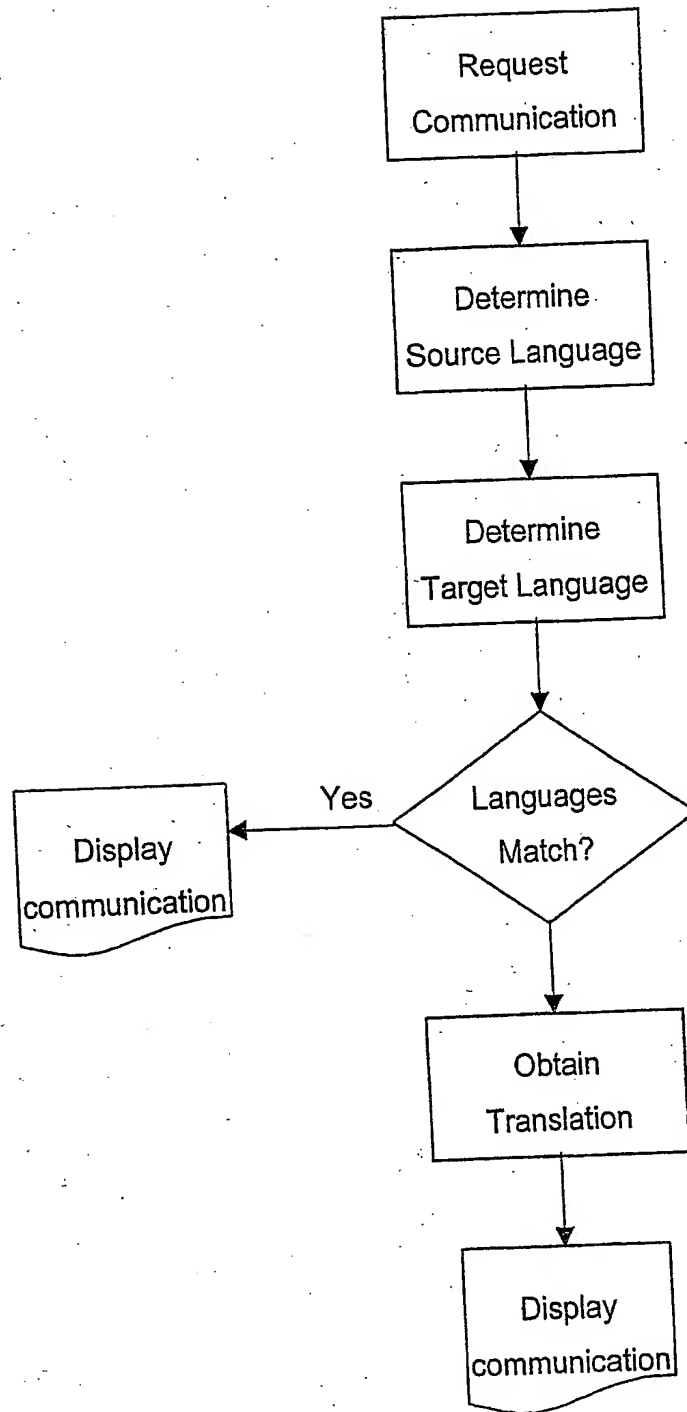 Request
Communication
Determine
Source Language
Determine
Target Language
Languages
Match?
Yes
Display
communication
Obtain
Translation
Display
communication